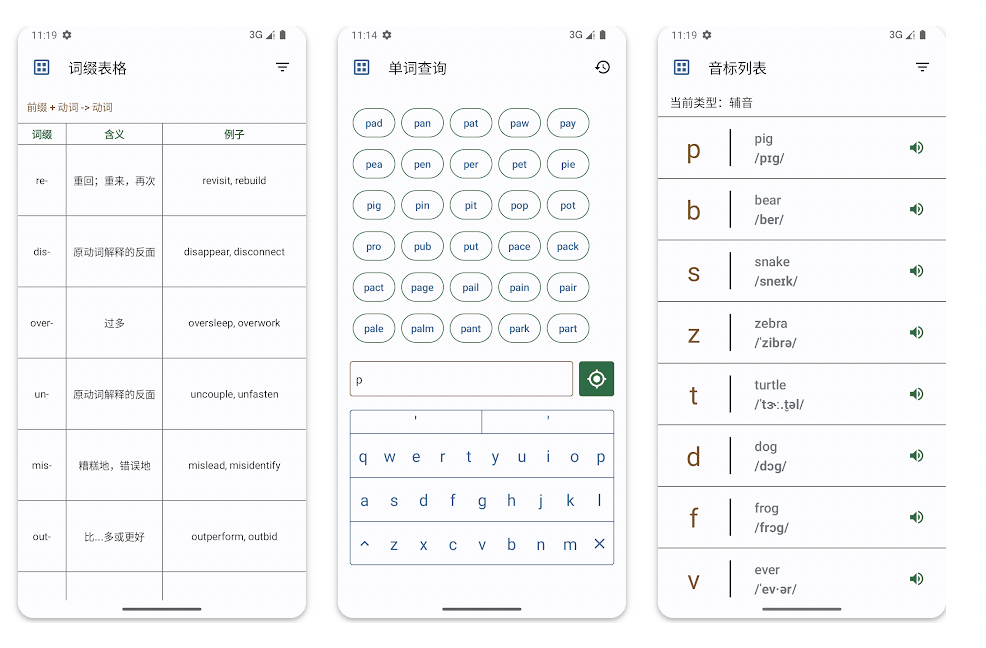 11:19 3G
词缀表格
前缀 + 动词 -> 动词
词缀 含义 例子
re- 重回；重来，再次 revisit, rebuild
dis- 原动词解释的反面 disappear, disconnect
over- 过多 oversleep, overwork
un- 原动词解释的反面 uncouple, unfasten
mis- 糟糕地，错误地 mislead, misidentify
out- 比...多或更好 outperform, outbid
11:14 3G
单词查询
pad pan pat paw pay
pea pen per pet pie
pig pin pit pop pot
pro pub put pace pack
pact page pail pain pair
pale palm pant park part
p
' '
q w e r t y u i o p
a s d f g h j k l
^ z x c v b n m ×
11:19 3G
音标列表
当前类型：辅音
p pig
/pɪg/
b bear
/ber/
s snake
/sneɪk/
z zebra
/ˈzibrə/
t turtle
/ˈtɝː.t̬əl/
d dog
/dɔg/
f frog
/frɔg/
v ever
/ˈev·ər/